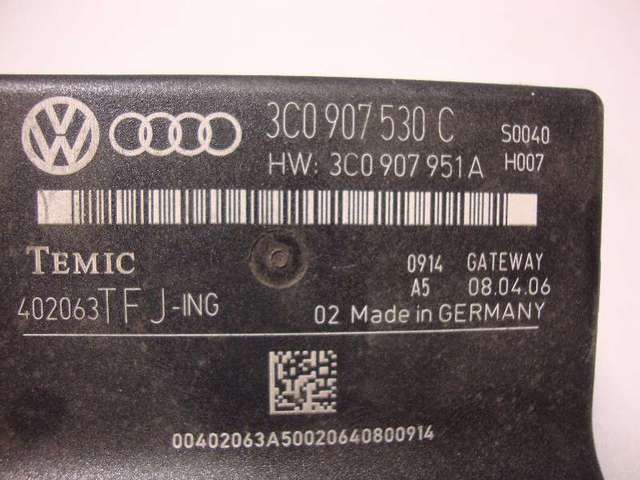 3C0 907 530 C S0040
HW: 3C0 907 951 A H007
TEMIC 0914 GATEWAY
A5 08.04.06
402063TFJ-ING 02 Made in GERMANY
00402063A50020640800914